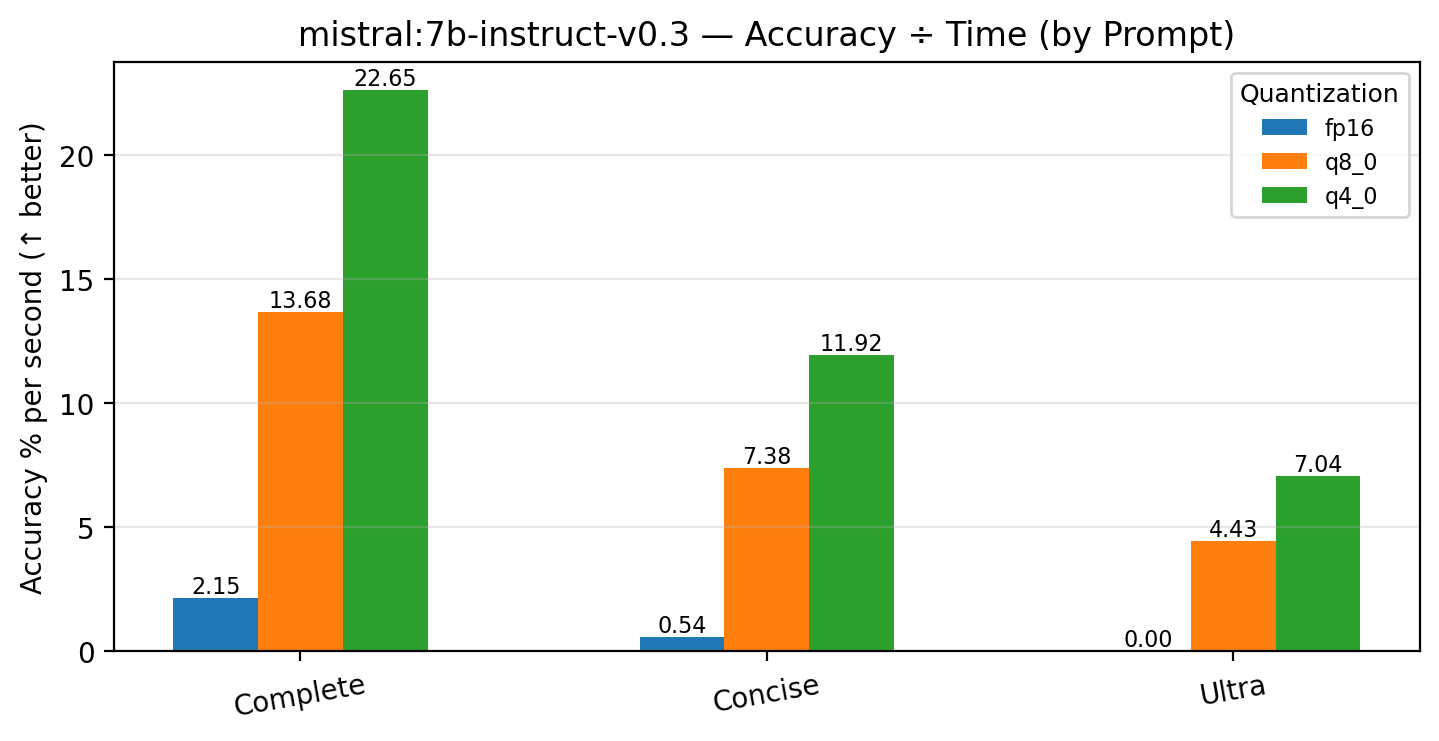 mistral:7b-instruct-v0.3 — Accuracy ÷ Time (by Prompt)
Accuracy % per second (↑ better)
20
15
10
5
0
22.65
13.68
2.15
11.92
7.38
0.54
7.04
4.43
0.00
Quantization
fp16
q8_0
q4_0
Complete
Concise
Ultra